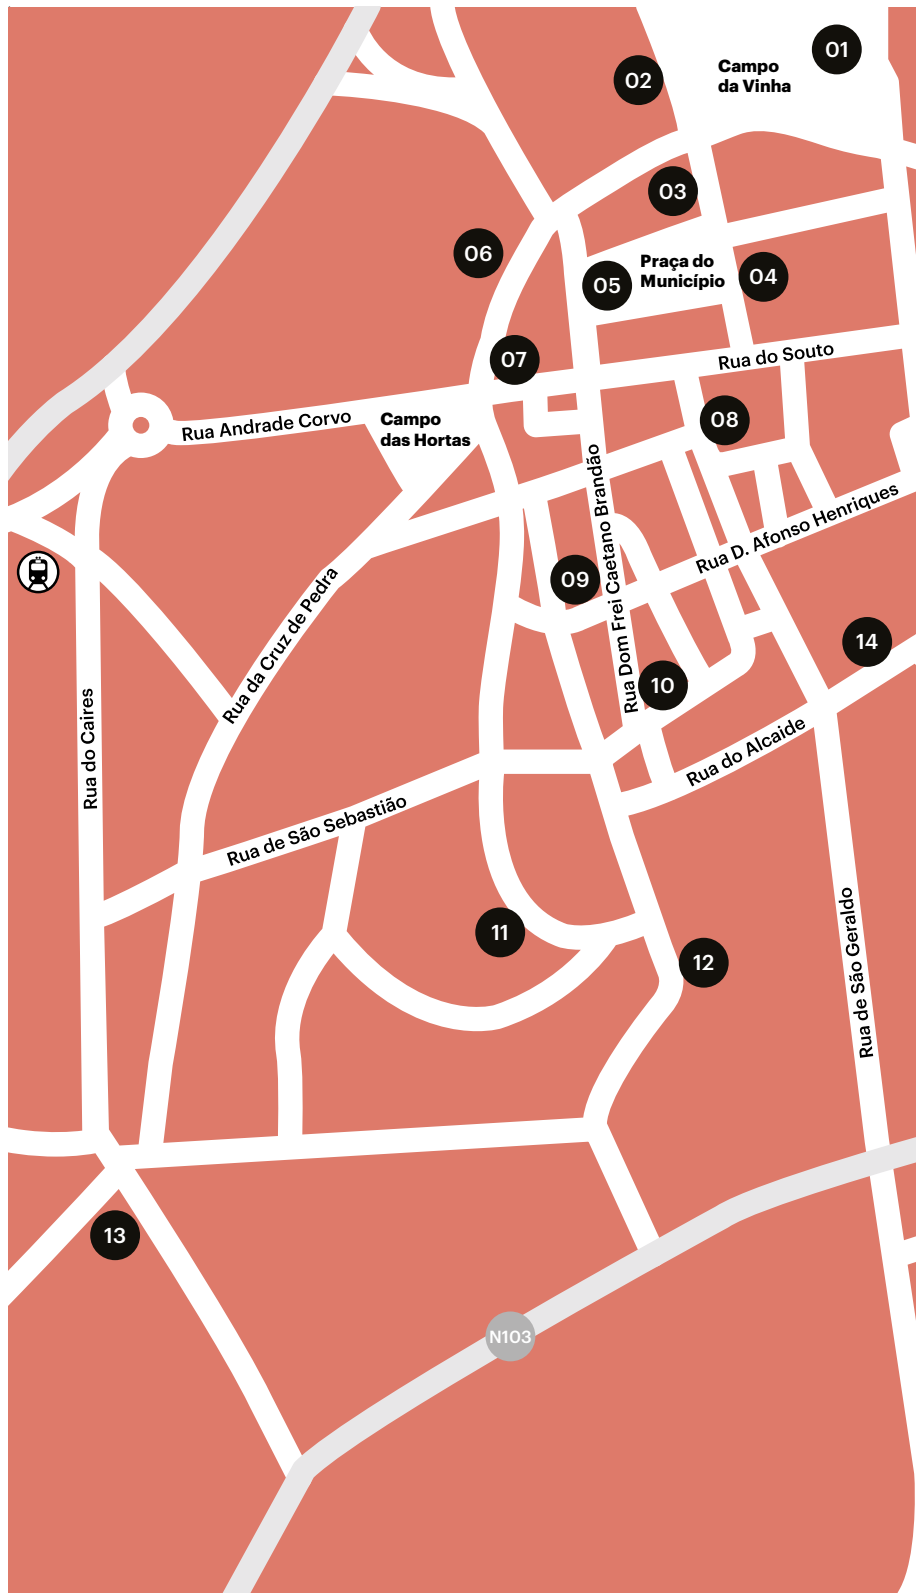 01
Campo
da Vinha
02
03
06
Praça do
Município
04
05
07
Rua do Souto
Rua Andrade Corvo
Campo
das Hortas
08
Rua Dom Frei Caetano Brandão
Rua D. Afonso Henriques
09
Rua da Cruz de Pedra
14
10
Rua do Caires
Rua do Alcaide
Rua de São Sebastião
11
12
Rua de São Geraldo
13
N103